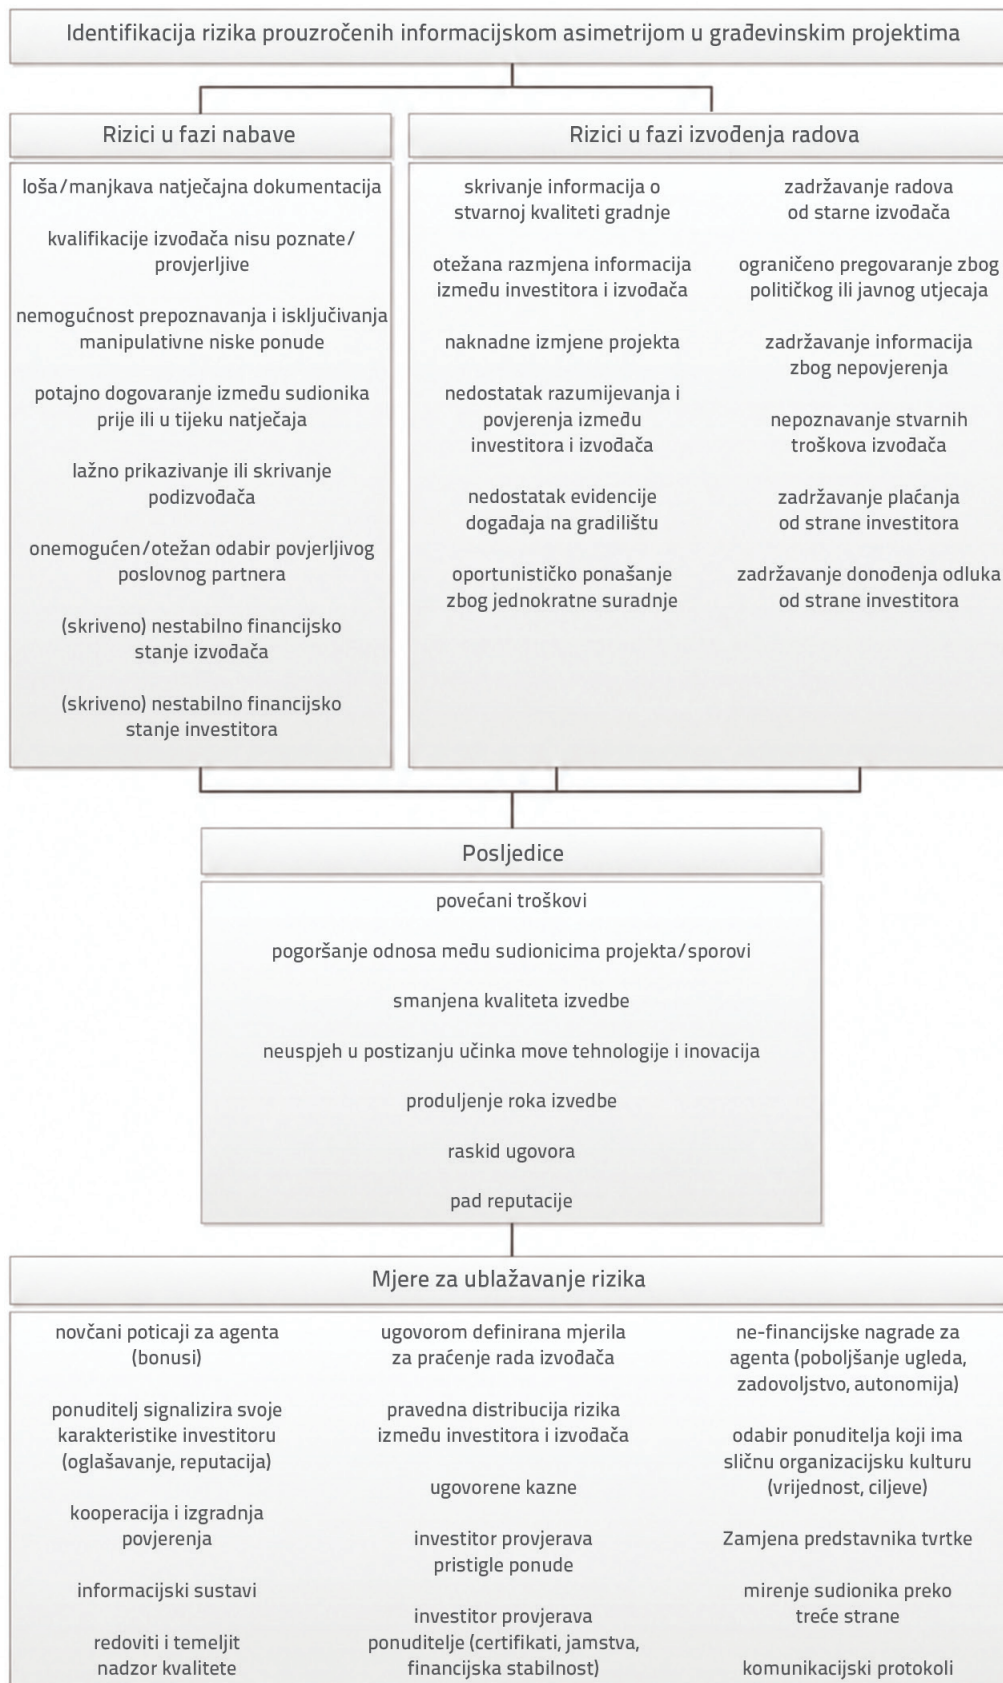 Identifikacija rizika prouzročenih informacijskom asimetrijom u građevinskim projektima
Rizici u fazi nabave
loša/manjkava natječajna dokumentacija
kvalifikacije izvođača nisu poznate/
provjerljive
nemogućnost prepoznavanja i isključivanja
manipulativne niske ponude
potajno dogovaranje između sudionika
prije ili u tijeku natječaja
lažno prikazivanje ili skrivanje
podizvođača
onemogućen/otežan odabir povjerljivog
poslovnog partnera
(skriveno) nestabilno financijsko
stanje izvođača
(skriveno) nestabilno financijsko
stanje investitora
Rizici u fazi izvođenja radova
skrivanje informacija o
stvarnoj kvaliteti gradnje
otežana razmjena informacija
između investitora i izvođača
naknadne izmjene projekta
nedostatak razumijevanja i
povjerenja između
investitora i izvođača
nedostatak evidencije
događaja na gradilištu
oportunističko ponašanje
zbog jednokratne suradnje
zadržavanje radova
od starne izvođača
ograničeno pregovaranje zbog
političkog ili javnog utjecaja
zadržavanje informacija
zbog nepovjerenja
nepoznavanje stvarnih
troškova izvođača
zadržavanje plaćanja
od strane investitora
zadržavanje donođenja odluka
od strane investitora
Posljedice
povećani troškovi
pogoršanje odnosa među sudionicima projekta/sporovi
smanjena kvaliteta izvedbe
neuspjeh u postizanju učinka move tehnologije i inovacija
produljenje roka izvedbe
raskid ugovora
pad reputacije
Mjere za ublažavanje rizika
novčani poticaji za agenta
(bonusi)
ponuditelj signalizira svoje
karakteristike investitoru
(oglašavanje, reputacija)
kooperacija i izgradnja
povjerenja
informacijski sustavi
redoviti i temeljit
nadzor kvalitete
ugovorom definirana mjerila
za praćenje rada izvođača
pravedna distribucija rizika
između investitora i izvođača
ugovorene kazne
investitor provjerava
pristigle ponude
investitor provjerava
ponuditelje (certifikati, jamstva,
financijska stabilnost)
ne-financijske nagrade za
agenta (poboljšanje ugleda,
zadovoljstvo, autonomija)
odabir ponuditelja koji ima
sličnu organizacijsku kulturu
(vrijednost, ciljeve)
Zamjena predstavnika tvrtke
mirenje sudionika preko
treće strane
komunikacijski protokoli